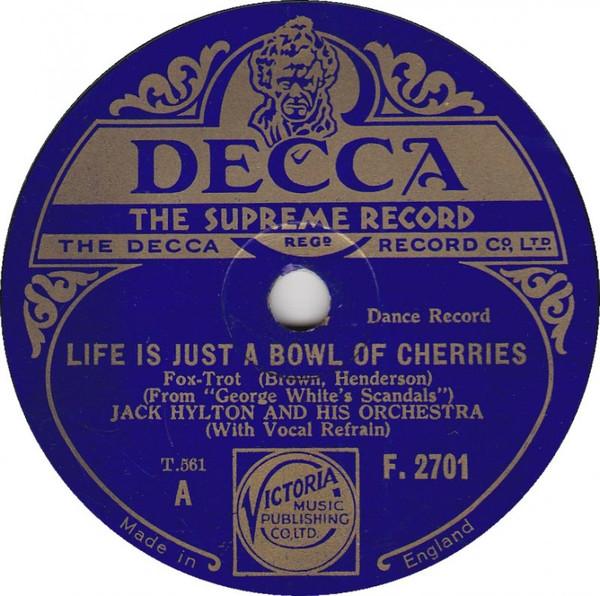 DECCA
THE SUPREME RECORD
THE DECCA REGD RECORD CO., LTD.
Dance Record
LIFE IS JUST A BOWL OF CHERRIES
Fox-Trot (Brown, Henderson)
(From "George White's Scandals")
JACK HYLTON AND HIS ORCHESTRA
(With Vocal Refrain)
T.561
A
F. 2701
VICTORIA
MUSIC
PUBLISHING
CO, LTD.
Made in England